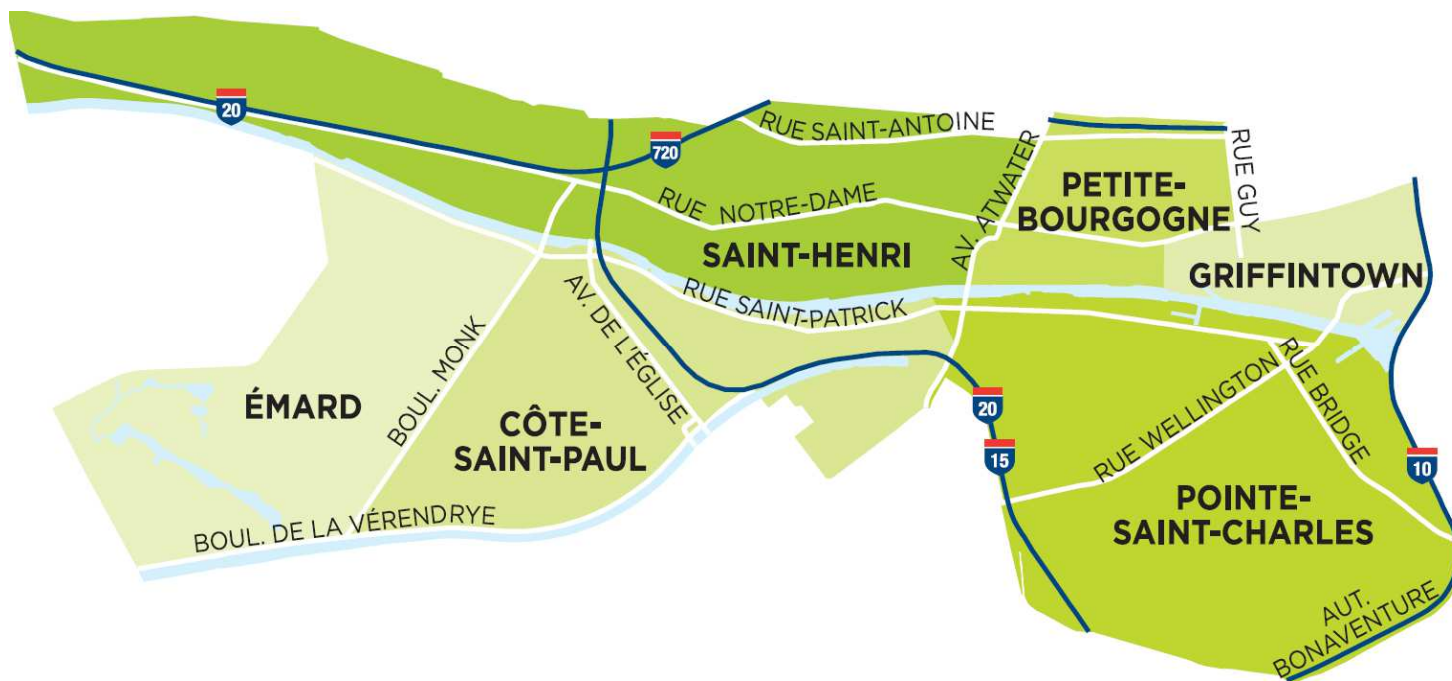 20
720
RUE SAINT-ANTOINE
AV. ATWATER
RUE GUY
PETITE-
BOURGOGNE
RUE NOTRE-DAME
SAINT-HENRI
GRIFFINTOWN
RUE SAINT-PATRICK
AV. DE L'ÉGLISE
BOUL. MONK
ÉMARD
CÔTE-
SAINT-PAUL
BOUL. DE LA VÉRENDRYE
20
15
RUE WELLINGTON
RUE BRIDGE
10
POINTE-
SAINT-CHARLES
AUT.
BONAVENTURE